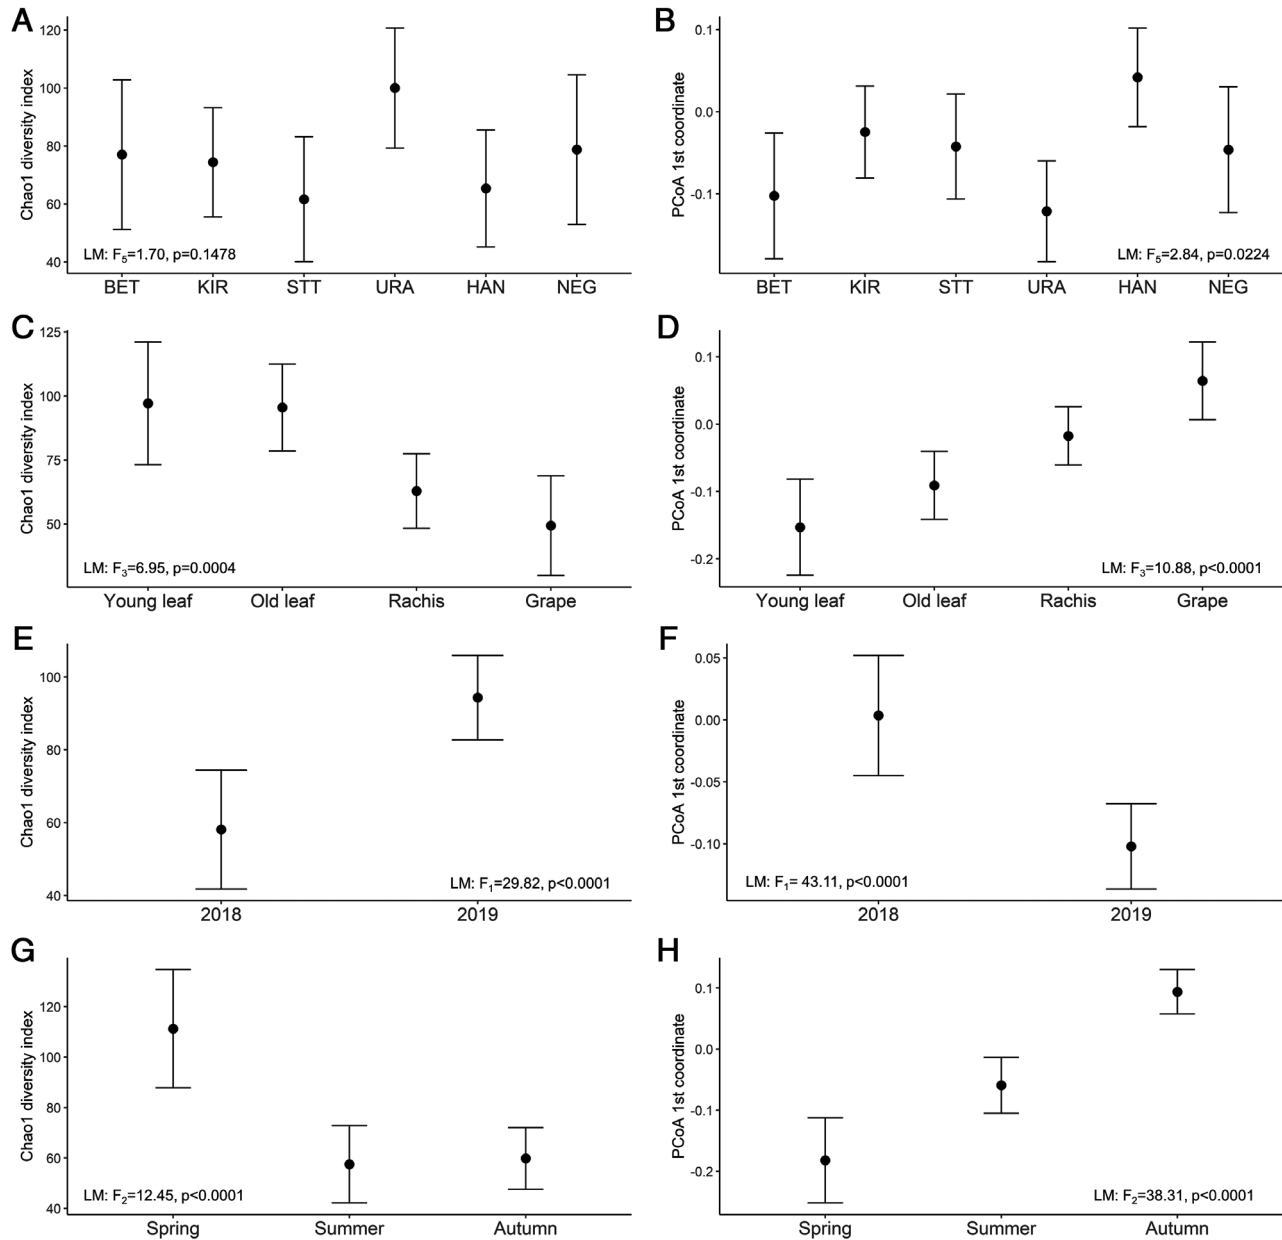 A
Chao1 diversity index
120
100
80
60
40
LM: F5=1.70, p=0.1478
BET KIR STT URA HAN NEG
B
PCoA 1st coordinate
0.1
0.0
-0.1
LM: F5=2.84, p=0.0224
BET KIR STT URA HAN NEG
C
Chao1 diversity index
125
100
75
50
LM: F3=6.95, p=0.0004
Young leaf Old leaf Rachis Grape
D
PCoA 1st coordinate
0.1
0.0
-0.1
-0.2
LM: F3=10.88, p<0.0001
Young leaf Old leaf Rachis Grape
E
Chao1 diversity index
100
80
60
40
LM: F1=29.82, p<0.0001
2018 2019
F
PCoA 1st coordinate
0.05
0.00
-0.05
-0.10
LM: F1= 43.11, p<0.0001
2018 2019
G
Chao1 diversity index
120
100
80
60
40
LM: F2=12.45, p<0.0001
Spring Summer Autumn
H
PCoA 1st coordinate
0.1
0.0
-0.1
-0.2
LM: F2=38.31, p<0.0001
Spring Summer Autumn